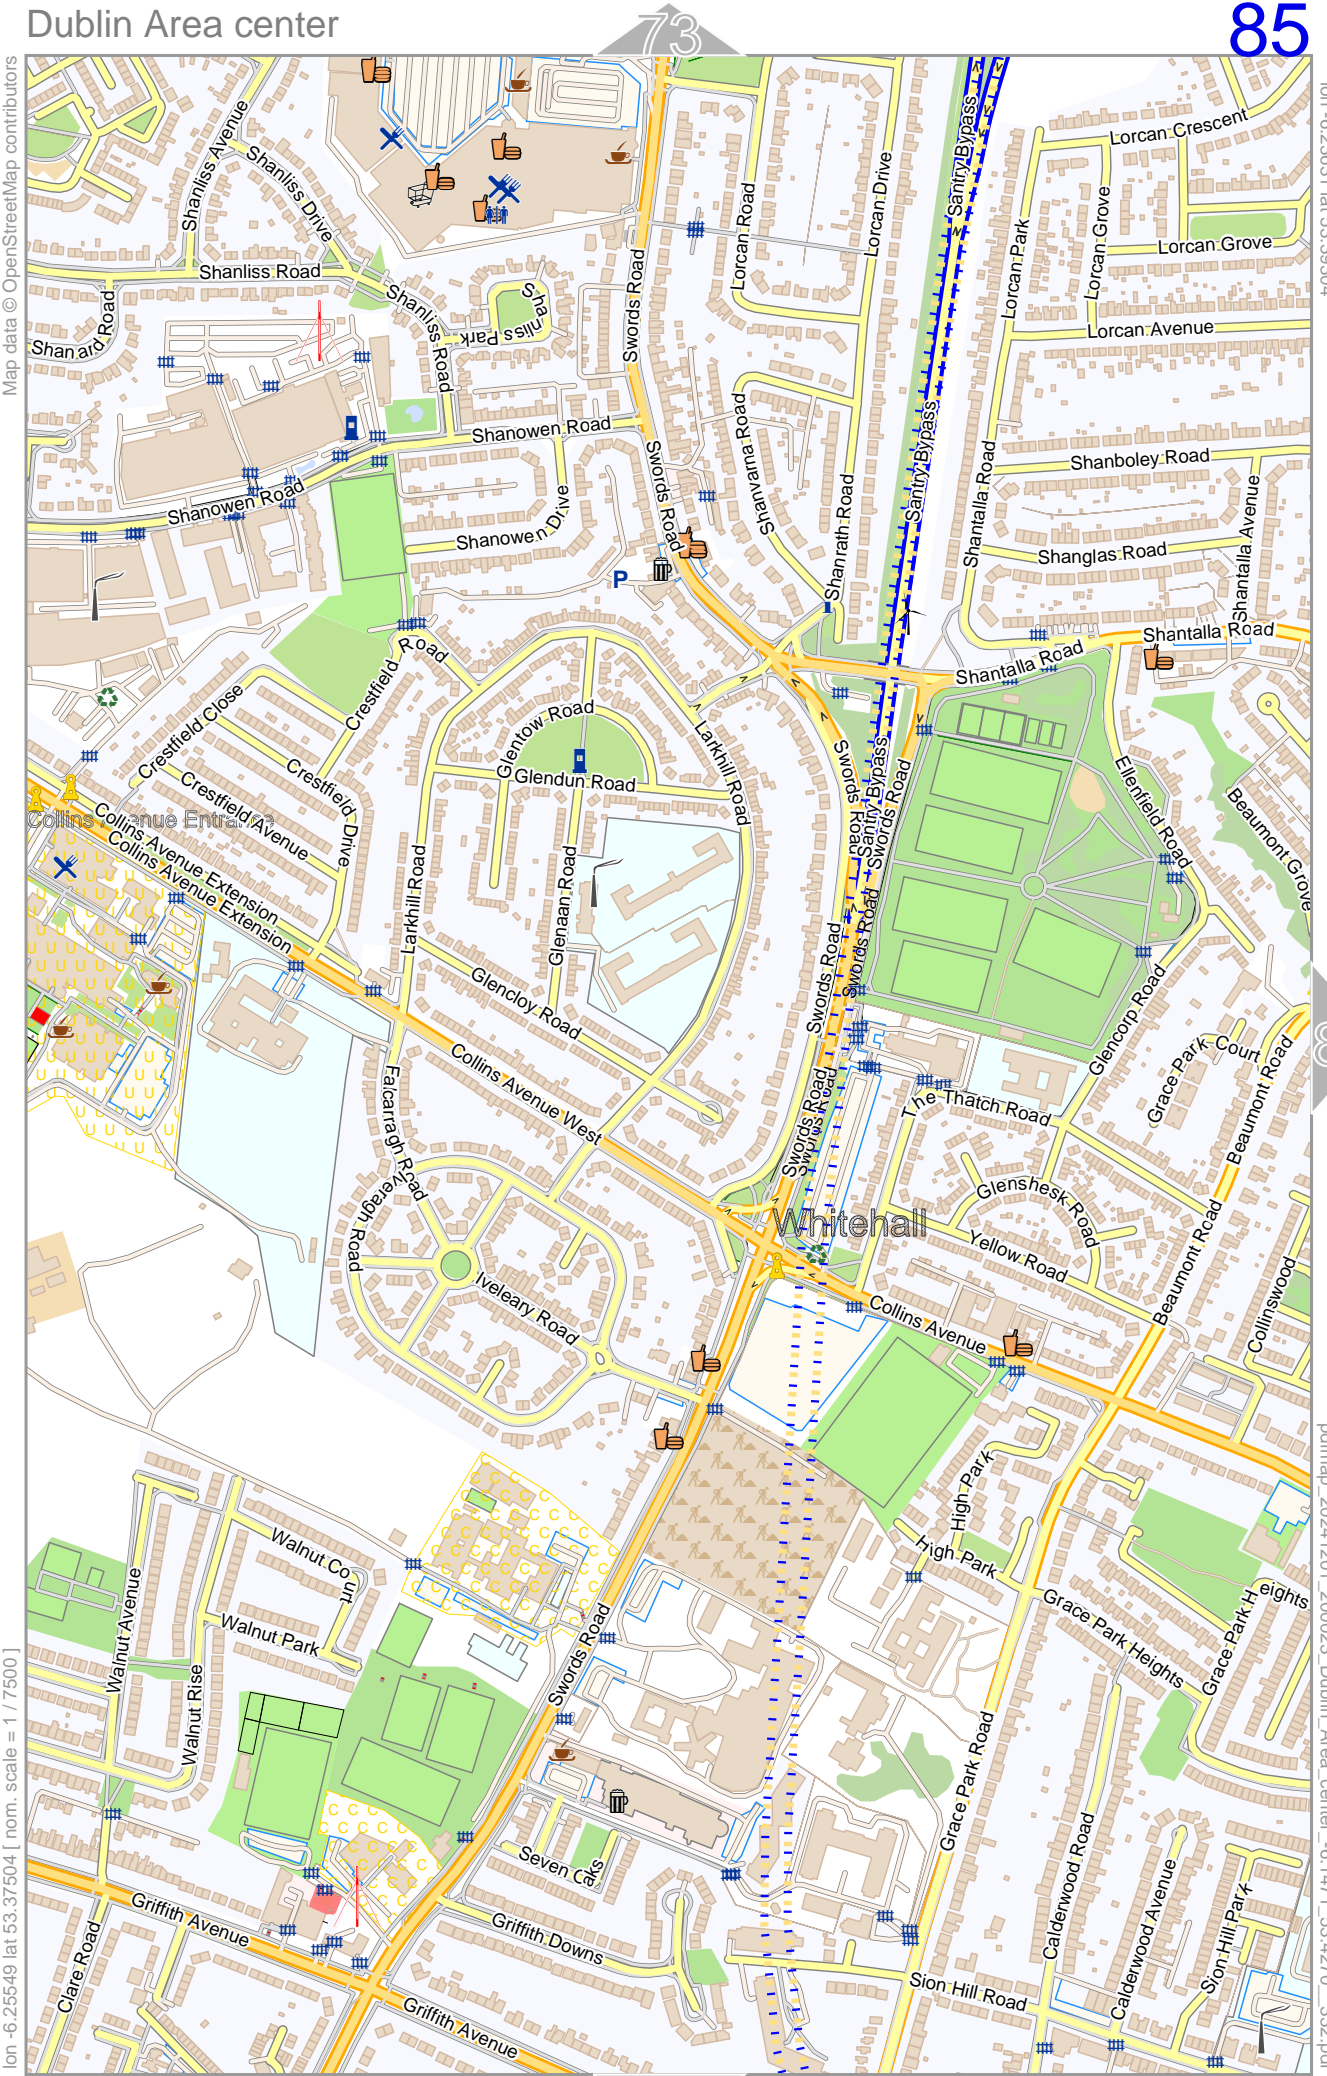 Dublin Area center
73
85
Map data © OpenStreetMap contributors
Shanliss Avenue
Shanliss Drive
Shanliss Road
Shanard Road
Shanliss Road
Shanliss Park
Swords Road
Lorcan Road
Lorcan Drive
Santry Bypass
Lorcan Crescent
Lorcan Park
Lorcan Grove
Lorcan Grove
Lorcan Avenue
Shanowen Road
Shanowen Road
Shanowen Drive
Swords Road
Shanvarna Road
Shanrath Road
Santry Bypass
Shantalla Road
Shanboley Road
Shanglas Road
Shantalla Avenue
Shantalla Road
Shantalla Road
P
Crestfield Road
Crestfield Close
Crestfield Drive
Crestfield Avenue
Collins Avenue Entrance
Collins Avenue Extension
Collins Avenue Extension
Glentow Road
Glendun Road
Larkhill Road
Larkhill Road
Glenaan Road
Glencloy Road
Swords Road
Santry Bypass
Swords Road
Swords Road
Swords Road
Swords Road
Swords Road
Ellenfield Road
Beaumont Grove
Glencorp Road
Grace Park Court
Beaumont Road
Beaumont Road
The Thatch Road
Glenshesk Road
Yellow Road
Collinswood
Collins Avenue West
Falcarragh Road
Iveragh Road
Iveleary Road
Whitehall
Collins Avenue
High Park
High Park
Grace Park Heights
Grace Park Heights
Walnut Court
Walnut Avenue
Walnut Park
Walnut Rise
Swords Road
Grace Park Road
Seven Oaks
Griffith Avenue
Griffith Downs
Griffith Avenue
Clare Road
Sion Hill Road
Calderwood Road
Calderwood Avenue
Sion Hill Park
lon -6.25549 lat 53.37504 [ nom. scale = 1 / 7500 ]